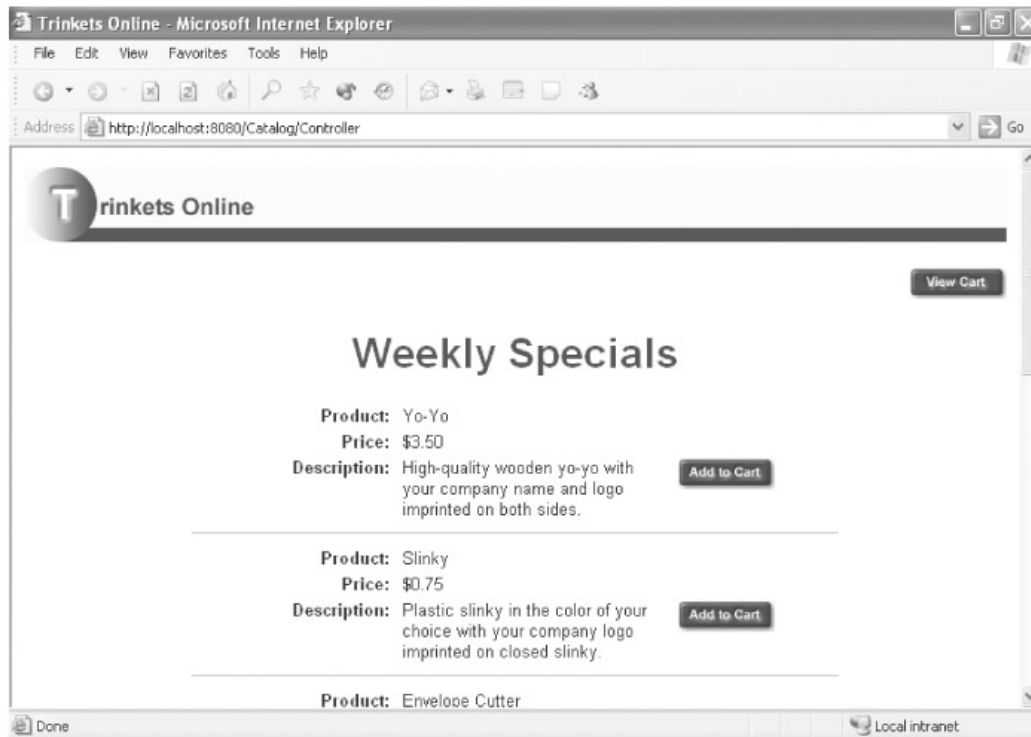 Trinkets Online - Microsoft Internet Explorer
File Edit View Favorites Tools Help
Address http://localhost:8080/Catalog/Controller Go
Trinkets Online
View Cart
Weekly Specials
Product: Yo-Yo
Price: $3.50
Description: High-quality wooden yo-yo with
your company name and logo
imprinted on both sides.
Add to Cart
Product: Slinky
Price: $0.75
Description: Plastic slinky in the color of your
choice with your company logo
imprinted on closed slinky.
Add to Cart
Product: Envelope Cutter
Done Local intranet